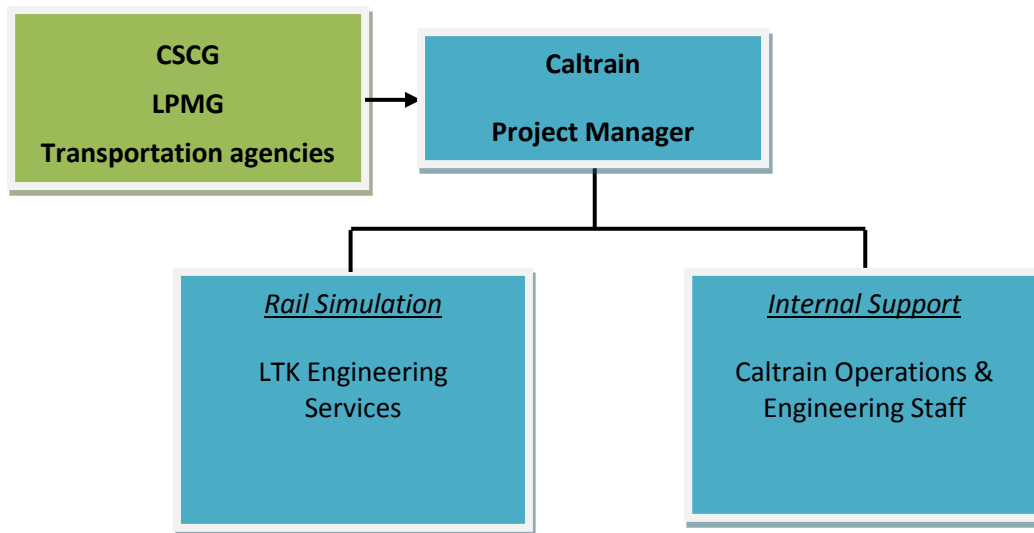 CSCG
LPMG
Transportation agencies
Caltrain
Project Manager
Rail Simulation
LTK Engineering
Services
Internal Support
Caltrain Operations &
Engineering Staff